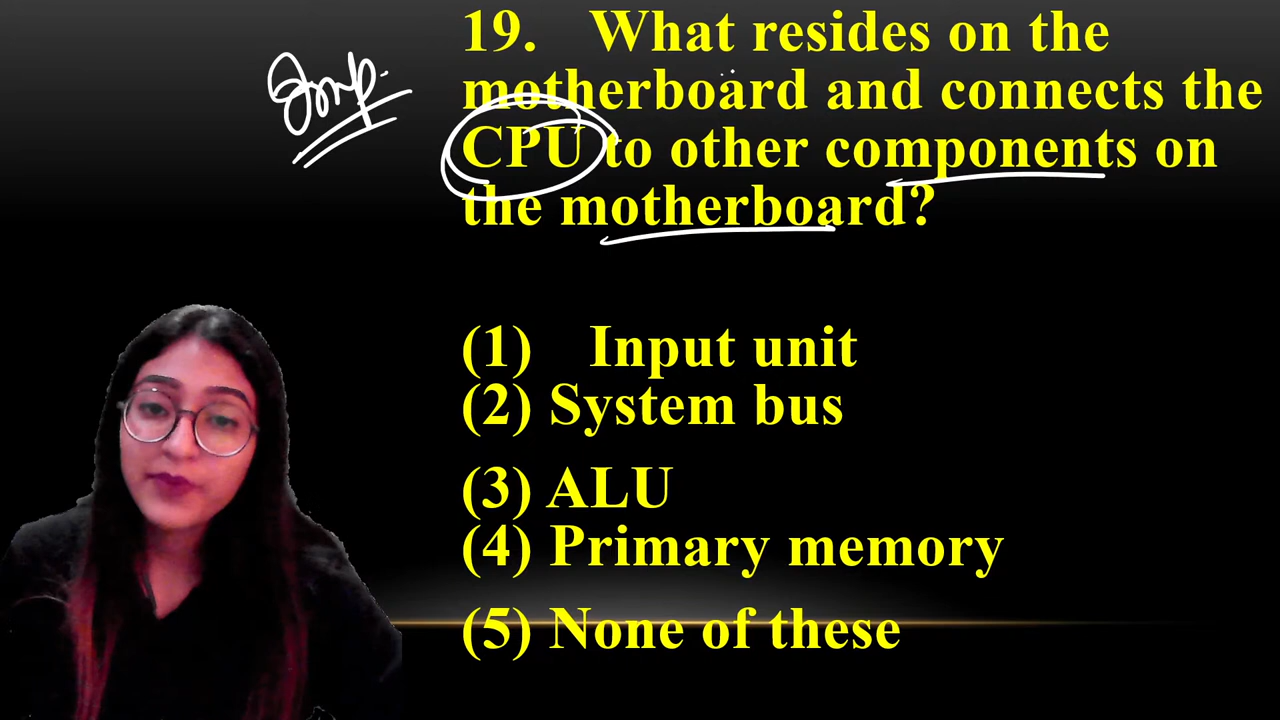 19. What resides on the
Imp.
motherboard and connects the
CPU to other components on
the motherboard?
(1) Input unit
(2) System bus
(3) ALU
(4) Primary memory
(5) None of these